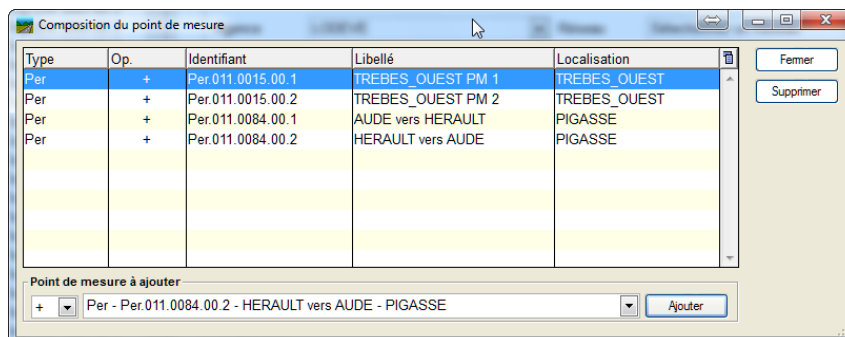 Composition du point de mesure
Type Op. Identifiant Libellé Localisation
Per + Per.011.0015.00.1 TREBES_OUEST PM 1 TREBES_OUEST
Per + Per.011.0015.00.2 TREBES_OUEST PM 2 TREBES_OUEST
Per + Per.011.0084.00.1 AUDE vers HERAULT PIGASSE
Per + Per.011.0084.00.2 HERAULT vers AUDE PIGASSE
Fermer
Supprimer
Point de mesure à ajouter
+ Per - Per.011.0084.00.2 - HERAULT vers AUDE - PIGASSE Ajouter